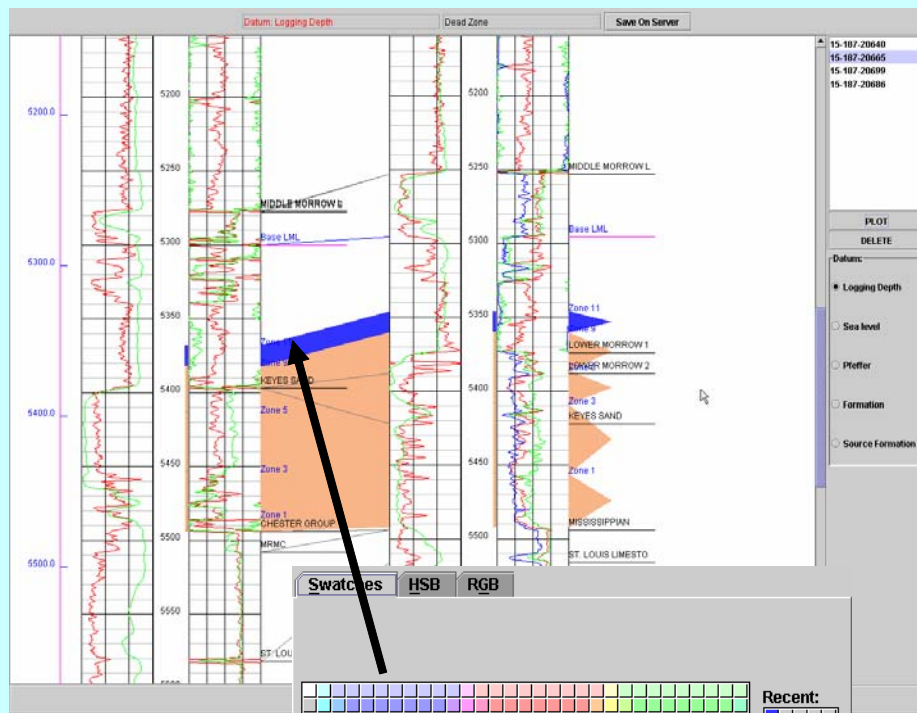 Datum: Logging Depth
Dead Zone
Save On Server
15-187-20640
15-187-20665
15-187-20699
15-187-20686
PLOT
DELETE
Datum:
Logging Depth
Sea level
Pfeffer
Formation
Source Formation
5200.0
5300.0
5400.0
5500.0
5200
5250
5300
5350
5400
5450
5500
5550
MIDDLE MORROW L
Base LML
KEYES SAND
Zone 5
Zone 3
Zone 1
CHESTER GROUP
MRMC
ST. LOU
5200
5250
5300
5350
5400
5450
5500
MIDDLE MORROW L
Base LML
Zone 11
LOWER MORROW 1
LOWER MORROW 2
Zone 3
KEYES SAND
Zone 1
MISSISSIPPIAN
ST. LOUIS LIMESTO
Swatches
HSB
RGB
Recent: